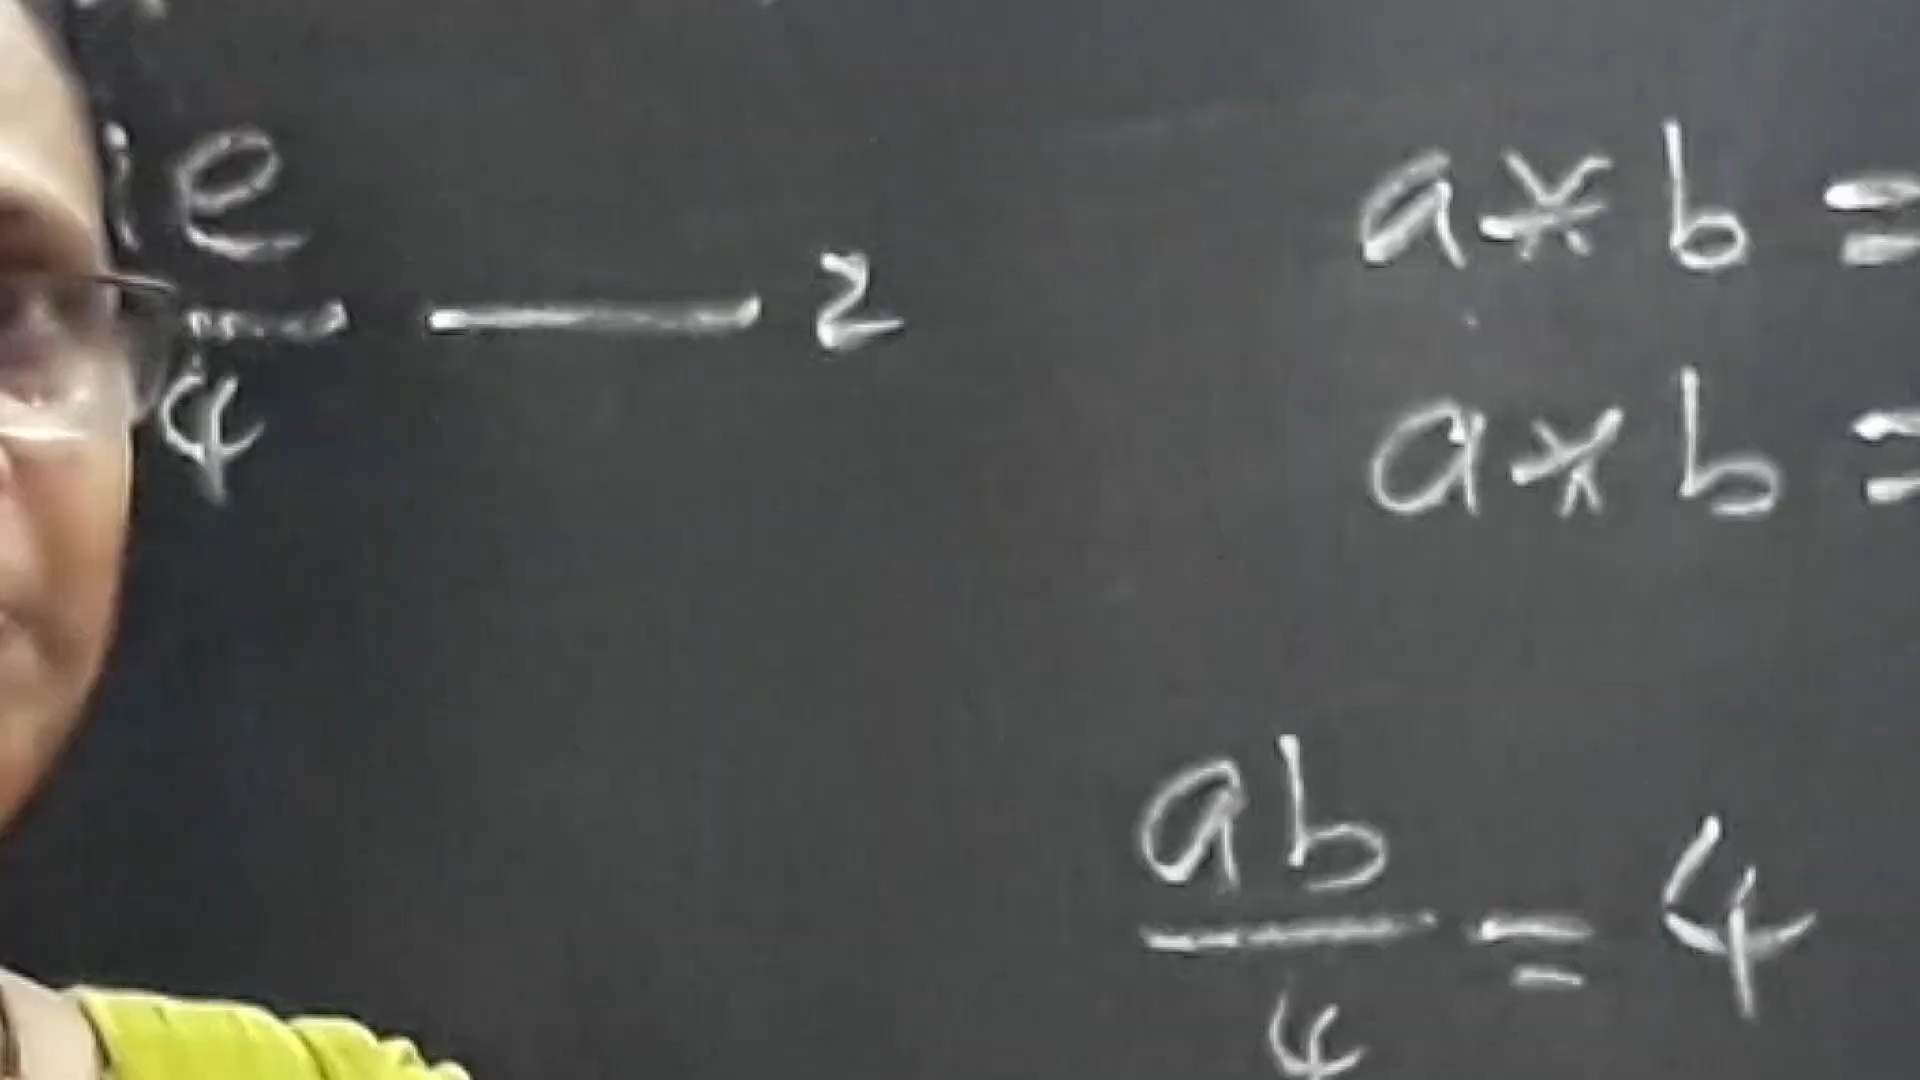 ie
4 — 2
a * b =
a * b =
ab
— = 4
4